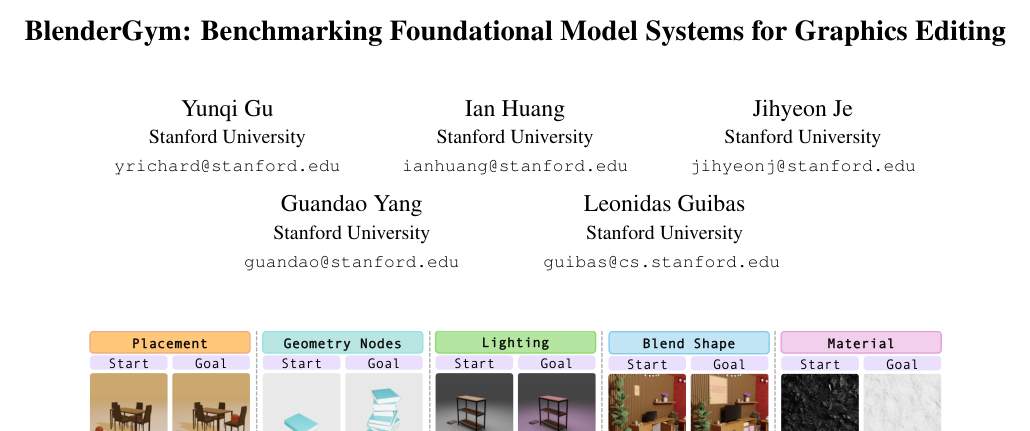 BlenderGym: Benchmarking Foundational Model Systems for Graphics Editing
Yunqi Gu
Stanford University
yrichard@stanford.edu
Ian Huang
Stanford University
ianhuang@stanford.edu
Jihyeon Je
Stanford University
jihyeonj@stanford.edu
Guandao Yang
Stanford University
guandao@stanford.edu
Leonidas Guibas
Stanford University
guibas@cs.stanford.edu
Placement
Start Goal
Geometry Nodes
Start Goal
Lighting
Start Goal
Blend Shape
Start Goal
Material
Start Goal